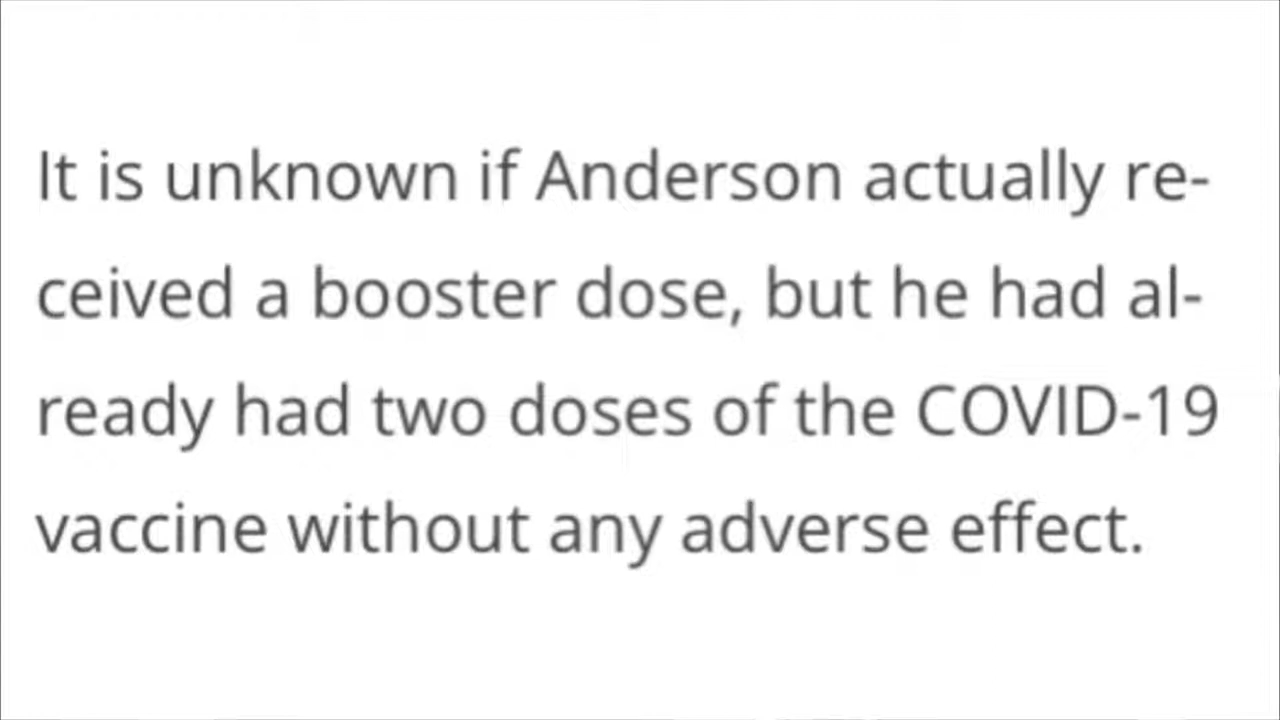 It is unknown if Anderson actually re-
ceived a booster dose, but he had al-
ready had two doses of the COVID-19
vaccine without any adverse effect.